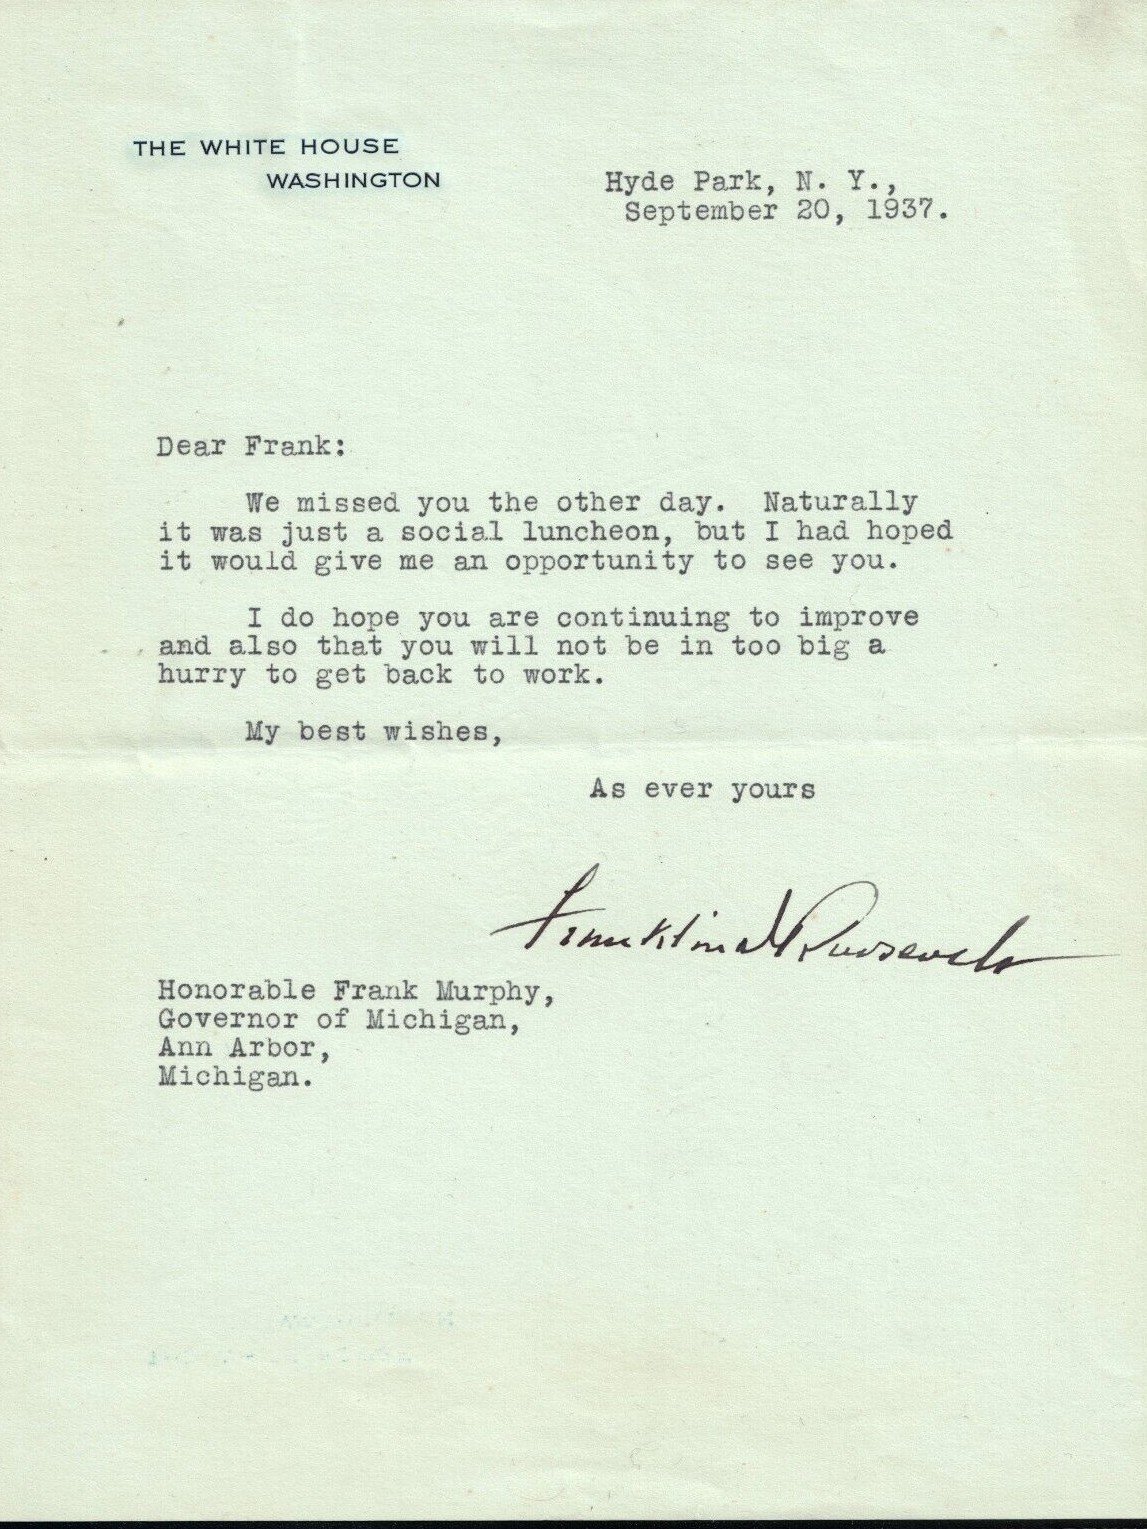 THE WHITE HOUSE
WASHINGTON
Hyde Park, N. Y.,
September 20, 1937.
Dear Frank:
We missed you the other day. Naturally
it was just a social luncheon, but I had hoped
it would give me an opportunity to see you.
I do hope you are continuing to improve
and also that you will not be in too big a
hurry to get back to work.
My best wishes,
As ever yours
Franklin D Roosevelt
Honorable Frank Murphy,
Governor of Michigan,
Ann Arbor,
Michigan.